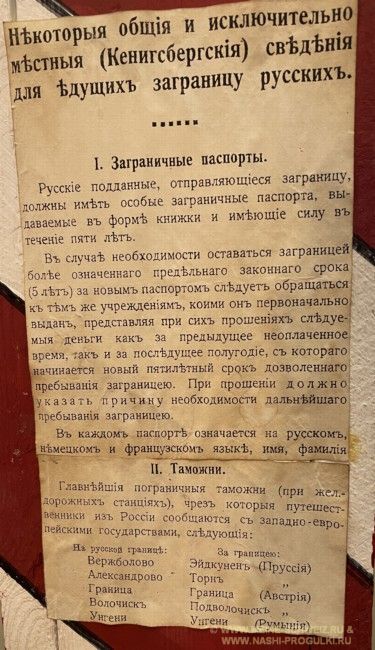 Нѣкоторыя общія и исключительно
мѣстныя (Кенигсбергскія) свѣдѣнія
для ѣдущихъ заграницу русскихъ.
I. Заграничные паспорты.
Русскіе подданные, отправляющіеся заграницу,
должны имѣть особые заграничные паспорта, вы-
даваемые въ формѣ книжки и имѣющіе силу въ
теченіе пяти лѣтъ.
Въ случаѣ необходимости оставаться заграницей
болѣе означеннаго предѣльнаго законнаго срока
(5 лѣтъ) за новымъ паспортомъ слѣдуетъ обращаться
къ тѣмъ же учрежденіямъ, коими онъ первоначально
выданъ, представляя при сихъ прошеніяхъ слѣдуе-
мыя деньги какъ за предыдущее неоплаченное
время, такъ и за послѣдущее полугодіе, съ котораго
начинается новый пятилѣтный срокъ дозволеннаго
пребыванія заграницею. При прошеніи должно
указать причину необходимости дальнѣйшаго
пребыванія заграницею.
Въ каждомъ паспортѣ означается на русскомъ,
нѣмецкомъ и французскомъ языкѣ, имя, фамилія
II. Таможни.
Главнѣйшія пограничныя таможни (при жел.-
дорожныхъ станціяхъ), чрезъ которыя путешест-
венники изъ Россіи сообщаются съ западно-евро-
пейскими государствами, слѣдующія:
На русской границѣ: За границею:
Вержболово Эйдкуненъ (Пруссія)
Александрово Торнъ „
Граница Граница (Австрія)
Волочискъ Подволочискъ „
Унгени Унгени (Румынія)
NASHI-PROGULKI.RU